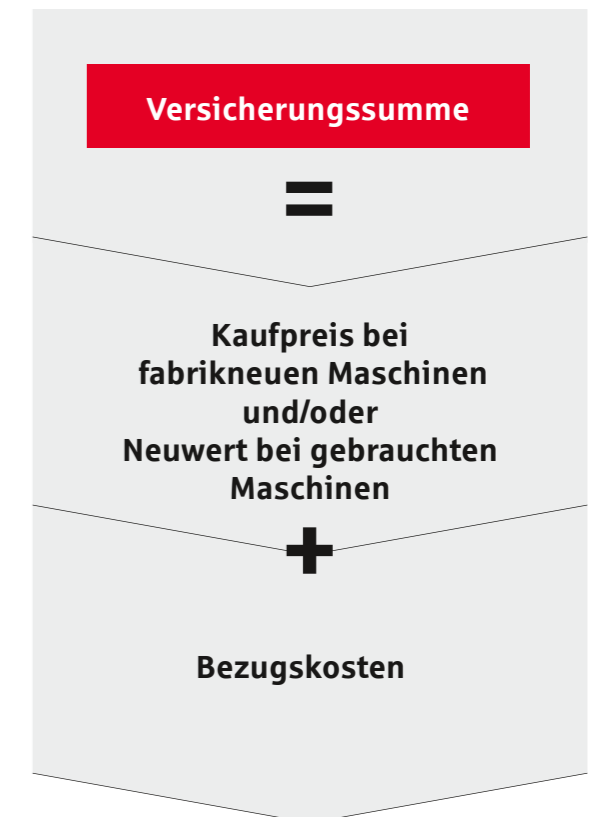 Versicherungssumme
=
Kaufpreis bei
fabrikneuen Maschinen
und/oder
Neuwert bei gebrauchten
Maschinen
+
Bezugskosten